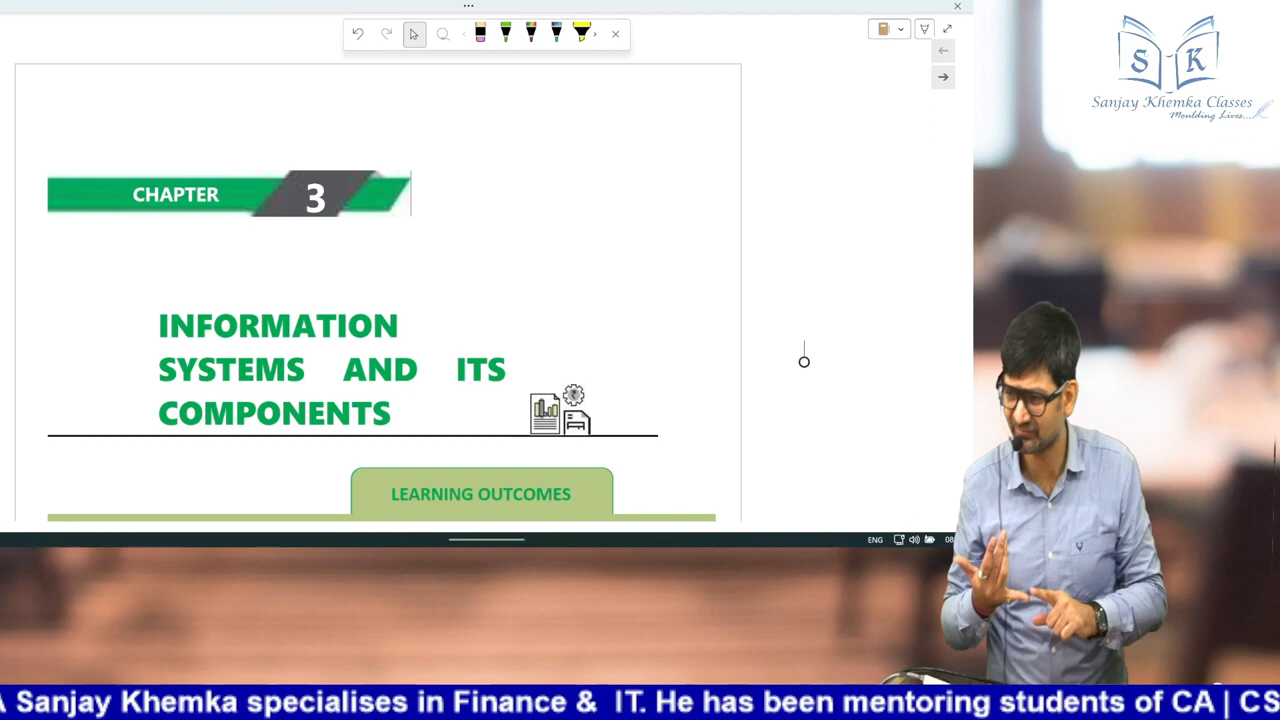 S K
Sanjay Khemka Classes
Moulding Lives...
CHAPTER 3
INFORMATION
SYSTEMS AND ITS
COMPONENTS
LEARNING OUTCOMES
ENG 08
A Sanjay Khemka specialises in Finance & IT. He has been mentoring students of CA | CS